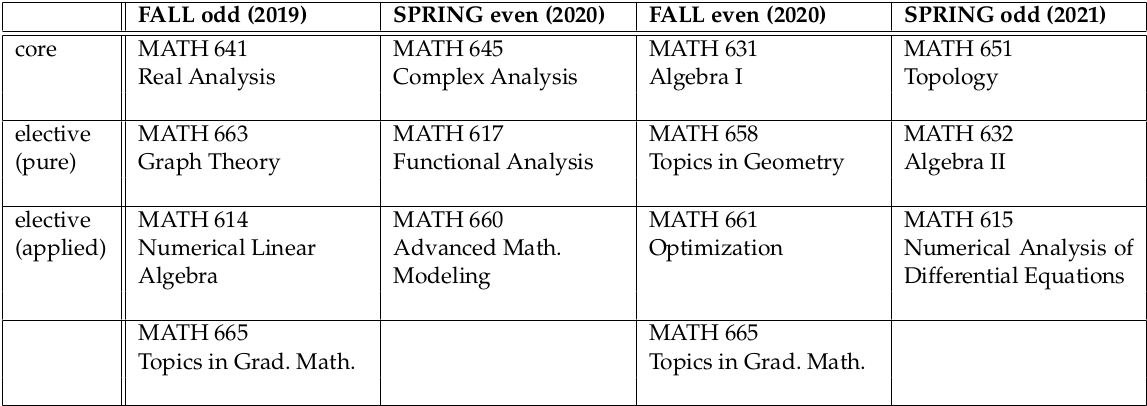 FALL odd (2019) SPRING even (2020) FALL even (2020) SPRING odd (2021)
core MATH 641 MATH 645 MATH 631 MATH 651
Real Analysis Complex Analysis Algebra I Topology
elective MATH 663 MATH 617 MATH 658 MATH 632
(pure) Graph Theory Functional Analysis Topics in Geometry Algebra II
elective MATH 614 MATH 660 MATH 661 MATH 615
(applied) Numerical Linear Advanced Math. Optimization Numerical Analysis of
Algebra Modeling Differential Equations
MATH 665 MATH 665
Topics in Grad. Math. Topics in Grad. Math.